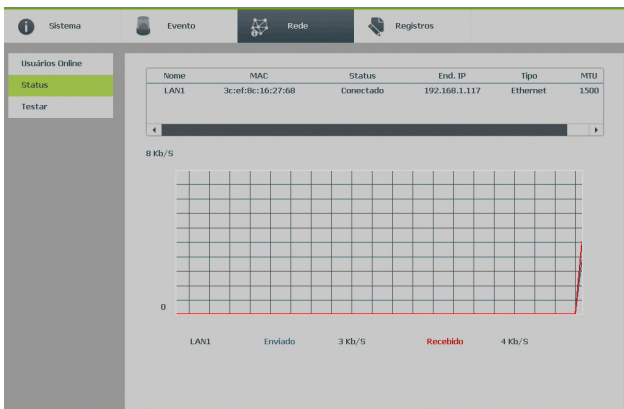 Sistema Evento Rede Registros
Usuários Online
Status
Testar
Nome MAC Status End. IP Tipo MTU
LAN1 3c:ef:8c:16:27:68 Conectado 192.168.1.117 Ethernet 1500
8 Kb/S
0
LAN1 Enviado 3 Kb/S Recebido 4 Kb/S